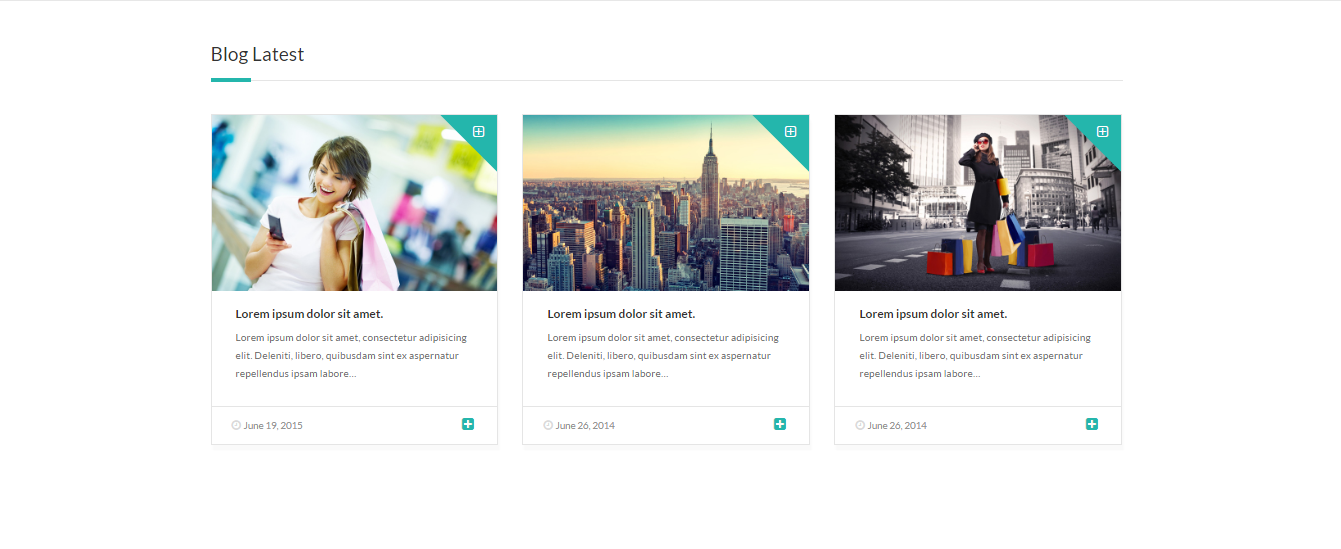 Blog Latest
Lorem ipsum dolor sit amet.
Lorem ipsum dolor sit amet, consectetur adipisicing
elit. Deleniti, libero, quibusdam sint ex aspernatur
repellendus ipsam labore...
June 19, 2015
Lorem ipsum dolor sit amet.
Lorem ipsum dolor sit amet, consectetur adipisicing
elit. Deleniti, libero, quibusdam sint ex aspernatur
repellendus ipsam labore...
June 26, 2014
Lorem ipsum dolor sit amet.
Lorem ipsum dolor sit amet, consectetur adipisicing
elit. Deleniti, libero, quibusdam sint ex aspernatur
repellendus ipsam labore...
June 26, 2014